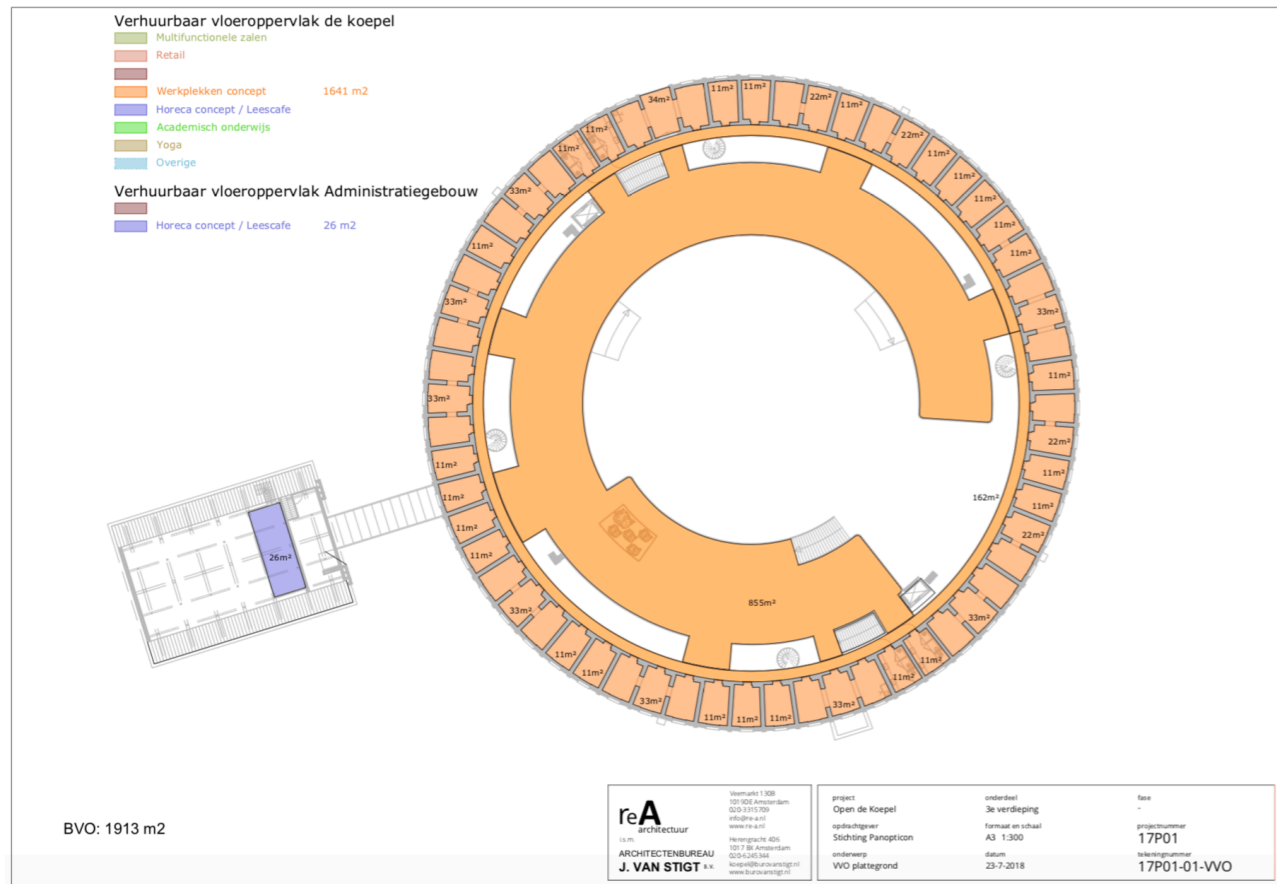 Verhuurbaar vloeroppervlak de koepel
Multifunctionele zalen
Retail
Werkplekken concept 1641 m2
Horeca concept / Leescafe
Academisch onderwijs
Yoga
Overige
Verhuurbaar vloeroppervlak Administratiegebouw
Horeca concept / Leescafe 26 m2
34m²
11m²
11m²
22m²
11m²
22m²
11m²
11m²
11m²
11m²
11m²
33m²
11m²
22m²
11m²
11m²
22m²
33m²
11m²
11m²
33m²
11m²
11m²
11m²
33m²
11m²
11m²
33m²
11m²
11m²
11m²
11m²
33m²
33m²
11m²
33m²
11m²
11m²
162m²
855m²
26m²
BVO: 1913 m2
reA
architectuur
i.s.m.
ARCHITECTENBUREAU
J. VAN STIGT B.V.
Veemarkt 130B
1019DE Amsterdam
020-3315709
info@re-a.nl
www.re-a.nl
Herengracht 406
1017 BX Amsterdam
020-6245344
koepel@burovanstigt.nl
www.burovanstigt.nl
project
Open de Koepel
opdrachtgever
Stichting Panopticon
onderwerp
VVO plattegrond
onderdeel
3e verdieping
formaat en schaal
A3 1:300
datum
23-7-2018
fase
-
projectnummer
17P01
tekeningnummer
17P01-01-VVO